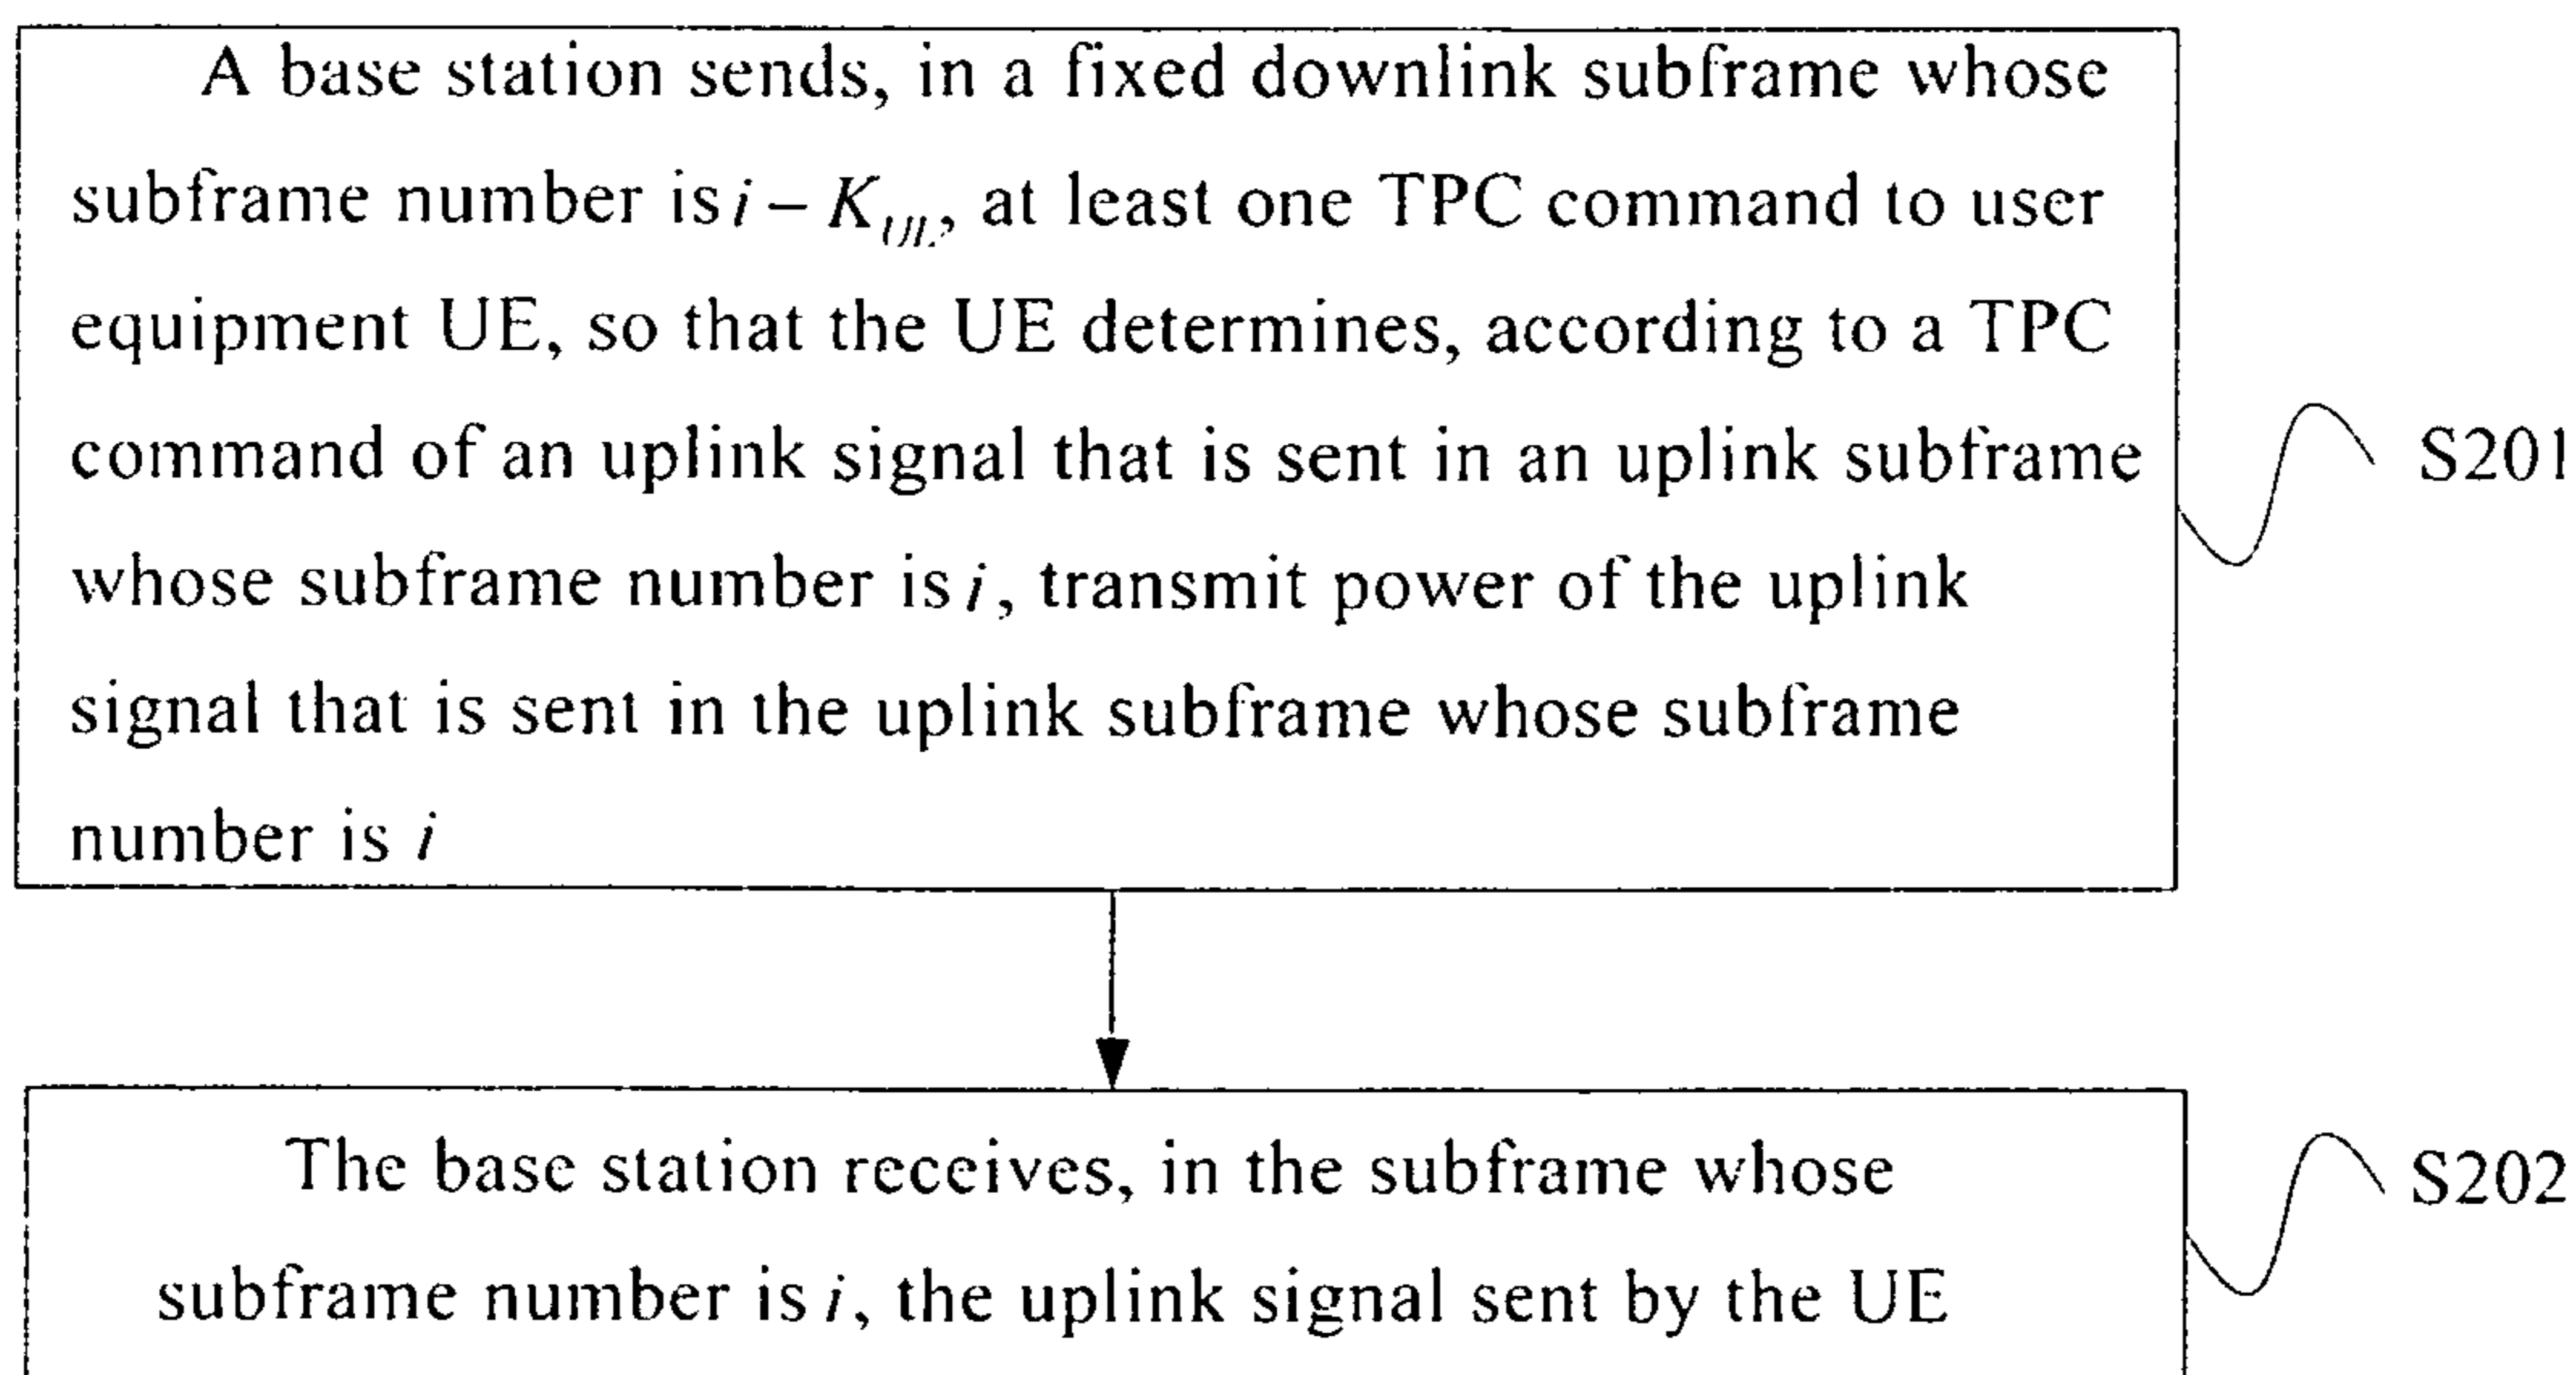 A base station sends, in a fixed downlink subframe whose
subframe number is i – K_UL, at least one TPC command to user
equipment UE, so that the UE determines, according to a TPC
command of an uplink signal that is sent in an uplink subframe
whose subframe number is i, transmit power of the uplink
signal that is sent in the uplink subframe whose subframe
number is i
S201
The base station receives, in the subframe whose
subframe number is i, the uplink signal sent by the UE
S202